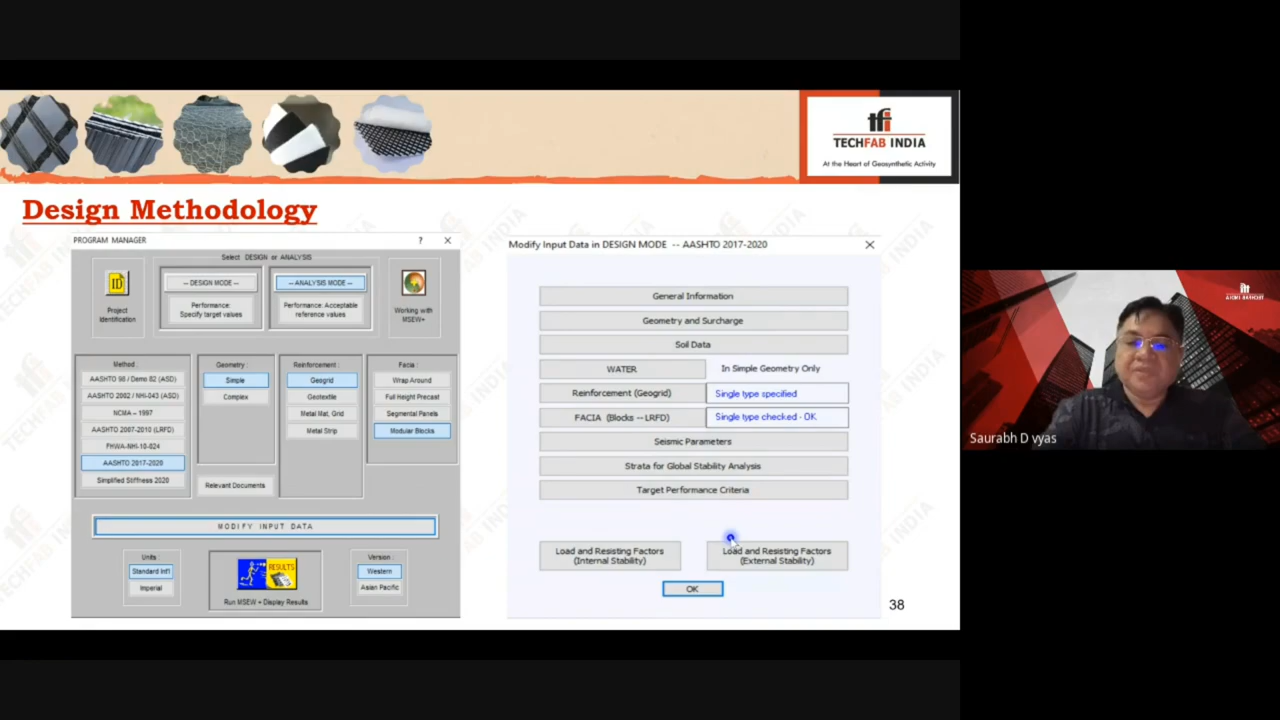 tfi
TECHFAB INDIA
At the Heart of Geosynthetic Activity
Design Methodology
PROGRAM MANAGER
?
Select DESIGN or ANALYSIS
ID
Project
Identification
-- DESIGN MODE --
Performance:
Specify target values
-- ANALYSIS MODE --
Performance: Acceptable
reference values
Working with
MSEW+
Method :
AASHTO 98 / Demo 82 (ASD)
AASHTO 2002 / NHI-043 (ASD)
NCMA – 1997
AASHTO 2007-2010 (LRFD)
FHWA-NHI-10-024
AASHTO 2017-2020
Simplified Stiffness 2020
Geometry :
Simple
Complex
Relevant Documents
Reinforcement :
Geogrid
Geotextile
Metal Mat, Grid
Metal Strip
Facia :
Wrap Around
Full Height Precast
Segmental Panels
Modular Blocks
MODIFY INPUT DATA
Units :
Standard Int'l
Imperial
RESULTS
Run MSEW + Display Results
Version :
Western
Asian Pacific
Modify Input Data in DESIGN MODE -- AASHTO 2017-2020
General Information
Geometry and Surcharge
Soil Data
WATER In Simple Geometry Only
Reinforcement (Geogrid) Single type specified
FACIA (Blocks -- LRFD) Single type checked - OK
Seismic Parameters
Strata for Global Stability Analysis
Target Performance Criteria
Load and Resisting Factors
(Internal Stability)
Load and Resisting Factors
(External Stability)
OK
38
Saurabh D vyas